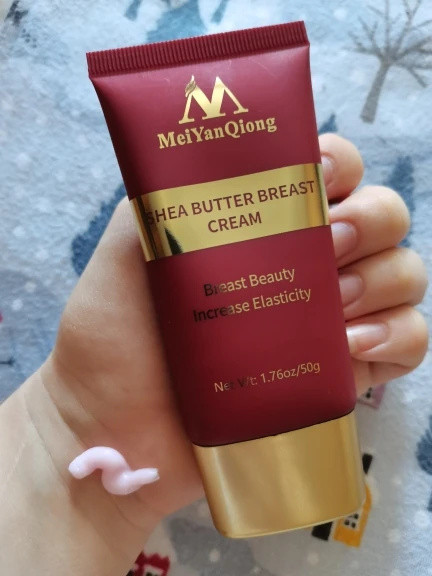 MeiYanQiong
SHEA BUTTER BREAST
CREAM
Breast Beauty
Increase Elasticity
Net Wt: 1.76oz/50g